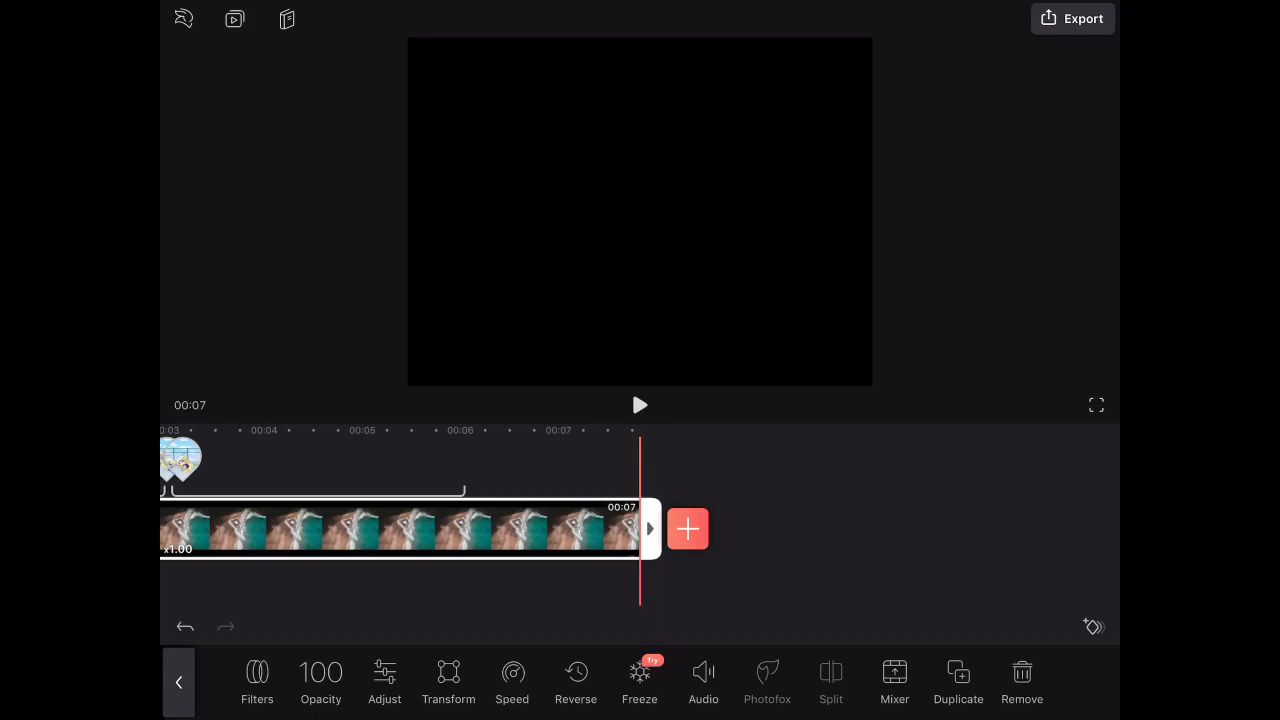 Export
00:07
0:03 00:04 00:05 00:06 00:07
00:07
x1.00
100
Try
Filters Opacity Adjust Transform Speed Reverse Freeze Audio Photofox Split Mixer Duplicate Remove